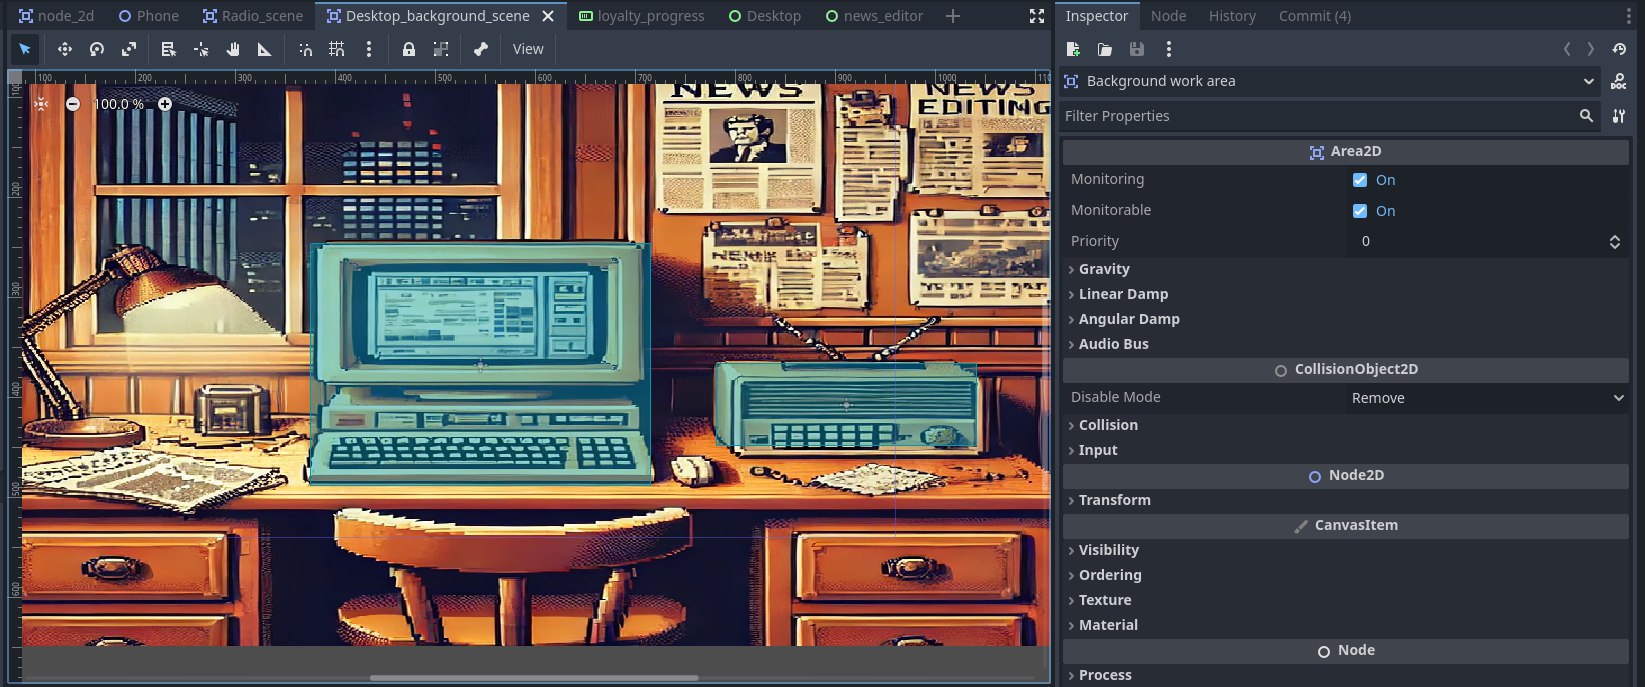 node_2d Phone Radio_scene Desktop_background_scene loyalty_progress Desktop news_editor
Inspector Node History Commit (4)
View
100 200 300 400 500 600 700 800 900 1000 110
100.0 %
200
300
400
500
600
NEWS
NEWS
EDITING
Background work area
DOC
Filter Properties
Area2D
Monitoring On
Monitorable On
Priority 0
Gravity
Linear Damp
Angular Damp
Audio Bus
CollisionObject2D
Disable Mode Remove
Collision
Input
Node2D
Transform
CanvasItem
Visibility
Ordering
Texture
Material
Node
Process